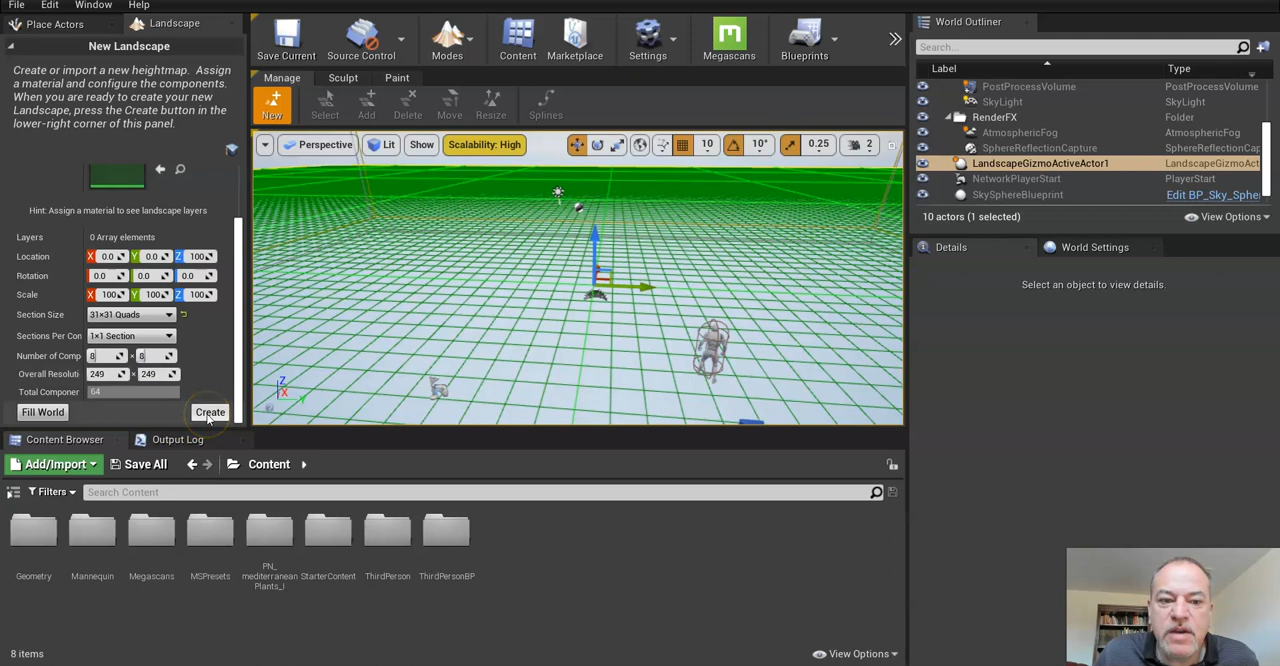 File Edit Window Help
Place Actors Landscape
New Landscape
Create or import a new heightmap. Assign
a material and configure the components.
When you are ready to create your new
Landscape, press the Create button in the
lower-right corner of this panel.
Hint: Assign a material to see landscape layers
Layers 0 Array elements
Location X 0.0 Y 0.0 Z 100
Rotation 0.0 0.0 0.0
Scale X 100 Y 100 Z 100
Section Size 31×31 Quads
Sections Per Con 1×1 Section
Number of Comp 8 × 8
Overall Resoluti 249 × 249
Total Componer 64
Fill World Create
Save Current Source Control Modes Content Marketplace Settings Megascans Blueprints
Manage Sculpt Paint
New Select Add Delete Move Resize Splines
Perspective Lit Show Scalability: High 10 10° 0.25 2
Z
X Y
World Outliner
Search...
Label Type
PostProcessVolume PostProcessVolume
SkyLight SkyLight
RenderFX Folder
AtmosphericFog AtmosphericFog
SphereReflectionCapture SphereReflectionCap
LandscapeGizmoActiveActor1 LandscapeGizmoAct
NetworkPlayerStart PlayerStart
SkySphereBlueprint Edit BP_Sky_Sphe
10 actors (1 selected) View Options
Details World Settings
Select an object to view details.
Content Browser Output Log
Add/Import Save All Content
Filters Search Content
Geometry Mannequin Megascans MSPresets PN_
mediterranean
Plants_I StarterContent ThirdPerson ThirdPersonBP
8 items View Options